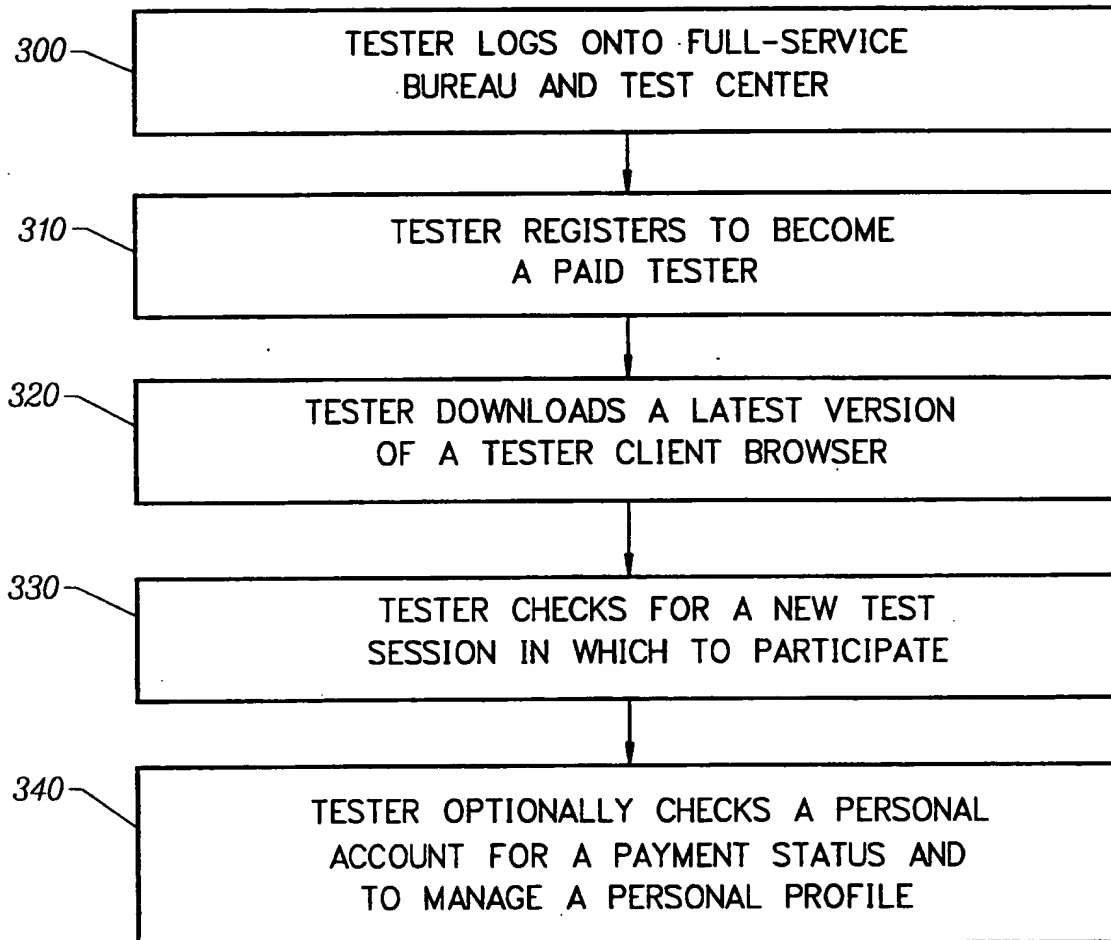 300
TESTER LOGS ONTO FULL-SERVICE
BUREAU AND TEST CENTER
310
TESTER REGISTERS TO BECOME
A PAID TESTER
320
TESTER DOWNLOADS A LATEST VERSION
OF A TESTER CLIENT BROWSER
330
TESTER CHECKS FOR A NEW TEST
SESSION IN WHICH TO PARTICIPATE
340
TESTER OPTIONALLY CHECKS A PERSONAL
ACCOUNT FOR A PAYMENT STATUS AND
TO MANAGE A PERSONAL PROFILE